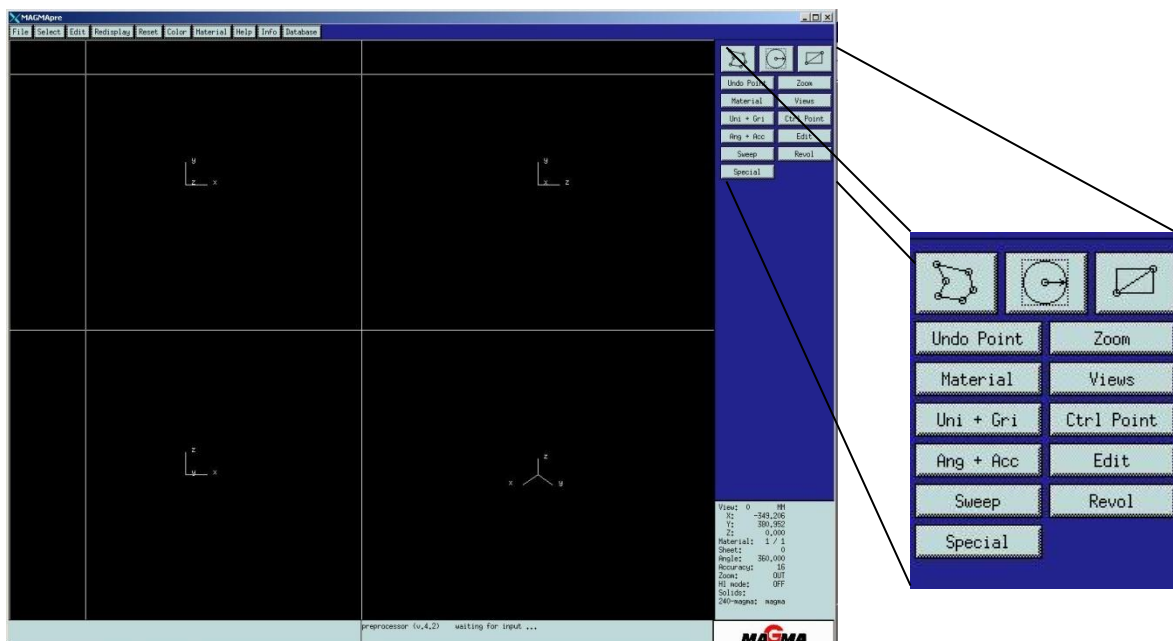 MAGMApre
File Select Edit Redisplay Reset Color Material Help Info Database
Undo Point Zoom
Material Views
Uni + Gri Ctrl Point
Ang + Acc Edit
Sweep Revol
Special
y
z x
y
x z
z
y x
z
x y
View: 0 MM
X: -349,206
Y: 380,952
Z: 0,000
Material: 1 / 1
Sheet: 0
Angle: 360,000
Accuracy: 16
Zoom: OUT
HI mode: OFF
Solids:
240-magma: magma
preprocessor (v.4.2) waiting for input ...
MAGMA
Undo Point Zoom
Material Views
Uni + Gri Ctrl Point
Ang + Acc Edit
Sweep Revol
Special